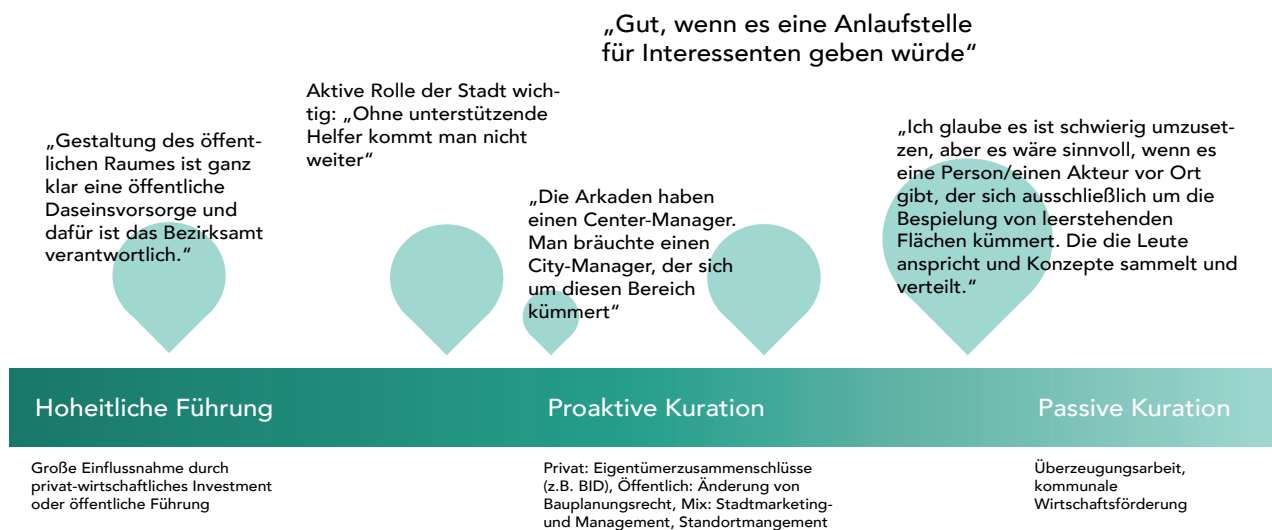 „Gut, wenn es eine Anlaufstelle
für Interessenten geben würde“
Aktive Rolle der Stadt wich-
tig: „Ohne unterstützende
Helfer kommt man nicht
weiter“
„Gestaltung des öffent-
lichen Raumes ist ganz
klar eine öffentliche
Daseinsvorsorge und
dafür ist das Bezirksamt
verantwortlich.“
„Die Arkaden haben
einen Center-Manager.
Man bräuchte einen
City-Manager, der sich
um diesen Bereich
kümmert“
„Ich glaube es ist schwierig umzuset-
zen, aber es wäre sinnvoll, wenn es
eine Person/einen Akteur vor Ort
gibt, der sich ausschließlich um die
Bespielung von leerstehenden
Flächen kümmert. Die die Leute
anspricht und Konzepte sammelt und
verteilt.“
Hoheitliche Führung
Proaktive Kuration
Passive Kuration
Große Einflussnahme durch
privat-wirtschaftliches Investment
oder öffentliche Führung
Privat: Eigentümerzusammenschlüsse
(z.B. BID), Öffentlich: Änderung von
Bauplanungsrecht, Mix: Stadtmarketing-
und Management, Standortmangement
Überzeugungsarbeit,
kommunale
Wirtschaftsförderung